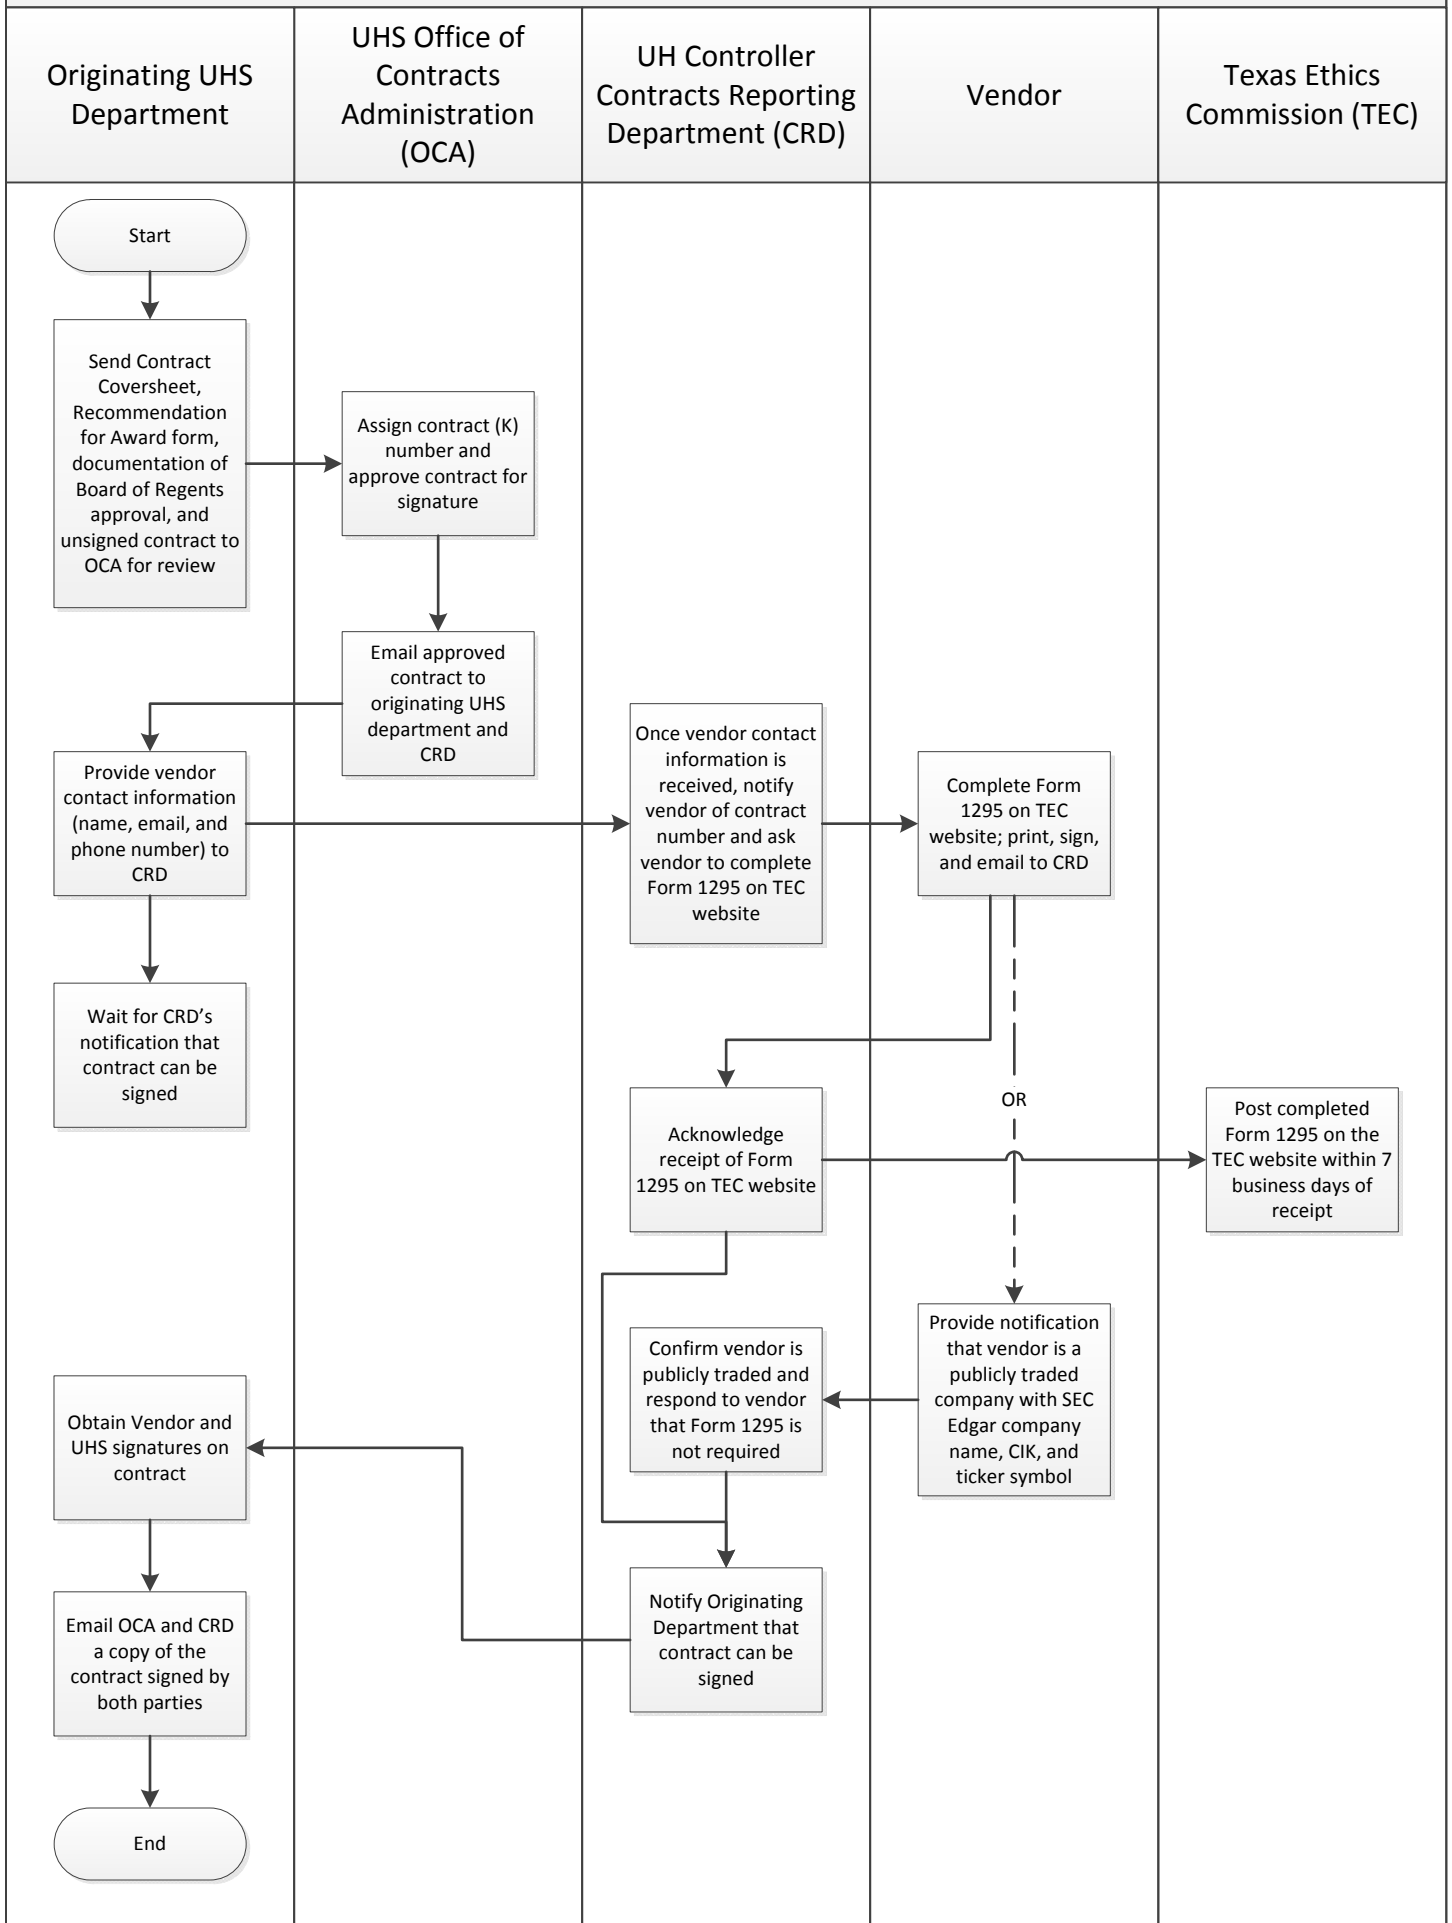 Originating UHS
Department
UHS Office of
Contracts
Administration
(OCA)
UH Controller
Contracts Reporting
Department (CRD)
Vendor
Texas Ethics
Commission (TEC)
Start
Send Contract
Coversheet,
Recommendation
for Award form,
documentation of
Board of Regents
approval, and
unsigned contract to
OCA for review
Assign contract (K)
number and
approve contract for
signature
Email approved
contract to
originating UHS
department and
CRD
Provide vendor
contact information
(name, email, and
phone number) to
CRD
Once vendor contact
information is
received, notify
vendor of contract
number and ask
vendor to complete
Form 1295 on TEC
website
Complete Form
1295 on TEC
website; print, sign,
and email to CRD
Wait for CRD’s
notification that
contract can be
signed
OR
Acknowledge
receipt of Form
1295 on TEC website
Post completed
Form 1295 on the
TEC website within 7
business days of
receipt
Provide notification
that vendor is a
publicly traded
company with SEC
Edgar company
name, CIK, and
ticker symbol
Confirm vendor is
publicly traded and
respond to vendor
that Form 1295 is
not required
Obtain Vendor and
UHS signatures on
contract
Notify Originating
Department that
contract can be
signed
Email OCA and CRD
a copy of the
contract signed by
both parties
End